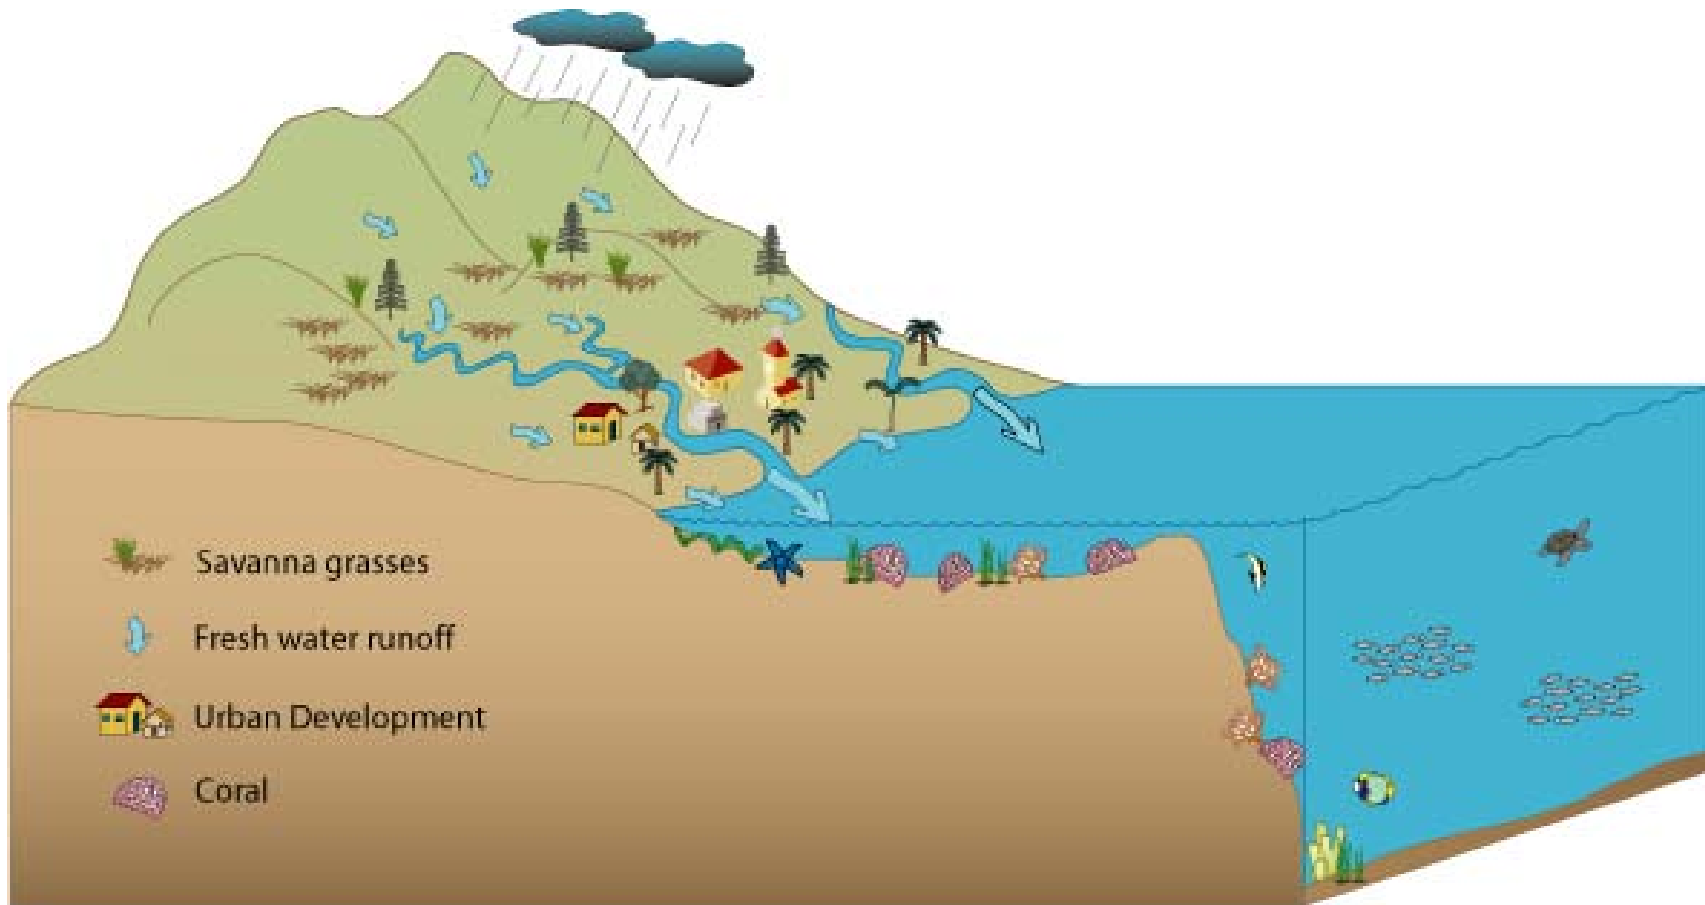 Savanna grasses
Fresh water runoff
Urban Development
Coral